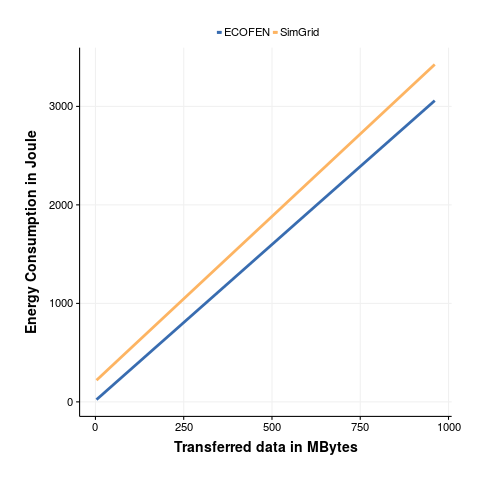 ECOFEN SimGrid
Energy Consumption in Joule
3000
2000
1000
0
0 250 500 750 1000
Transferred data in MBytes